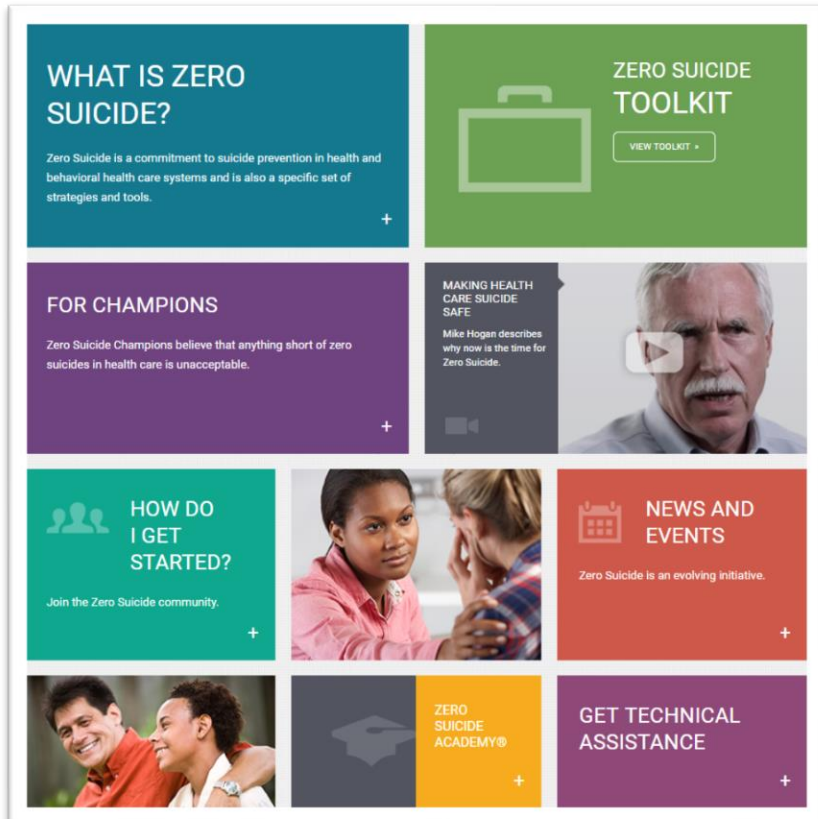 WHAT IS ZERO
SUICIDE?
Zero Suicide is a commitment to suicide prevention in health and
behavioral health care systems and is also a specific set of
strategies and tools.
+
ZERO SUICIDE
TOOLKIT
VIEW TOOLKIT »
FOR CHAMPIONS
Zero Suicide Champions believe that anything short of zero
suicides in health care is unacceptable.
+
MAKING HEALTH
CARE SUICIDE
SAFE
Mike Hogan describes
why now is the time for
Zero Suicide.
HOW DO
I GET
STARTED?
Join the Zero Suicide community.
+
NEWS AND
EVENTS
Zero Suicide is an evolving initiative.
+
ZERO
SUICIDE
ACADEMY®
+
GET TECHNICAL
ASSISTANCE
+